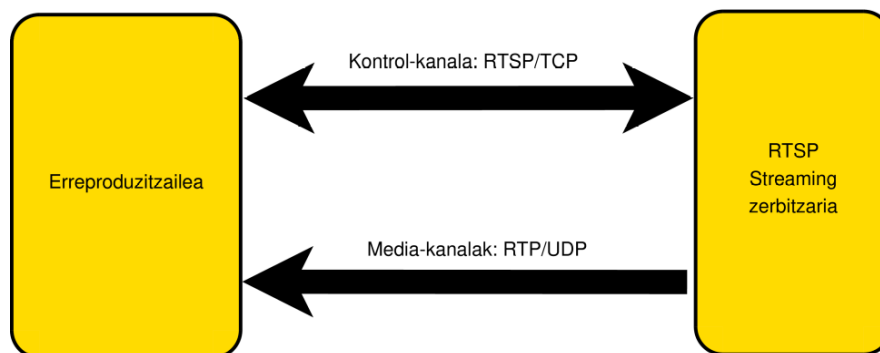 Kontrol-kanala: RTSP/TCP
Erreproduzitzailea
RTSP
Streaming
zerbitzaria
Media-kanalak: RTP/UDP